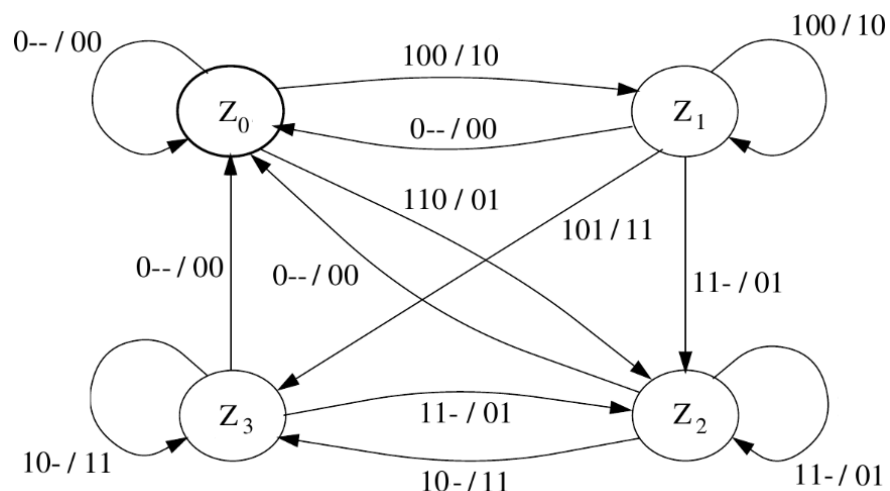 0-- / 00
100 / 10
100 / 10
Z0
Z1
0-- / 00
110 / 01
101 / 11
0-- / 00
0-- / 00
11- / 01
Z3
11- / 01
Z2
10- / 11
10- / 11
11- / 01